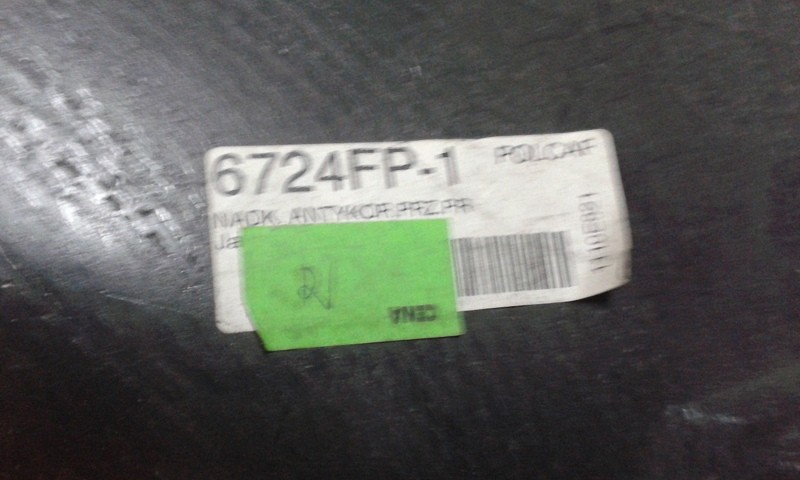 6724FP-1
POLCAR
NADK. ANTYKOR.PRZ.PR
CENA